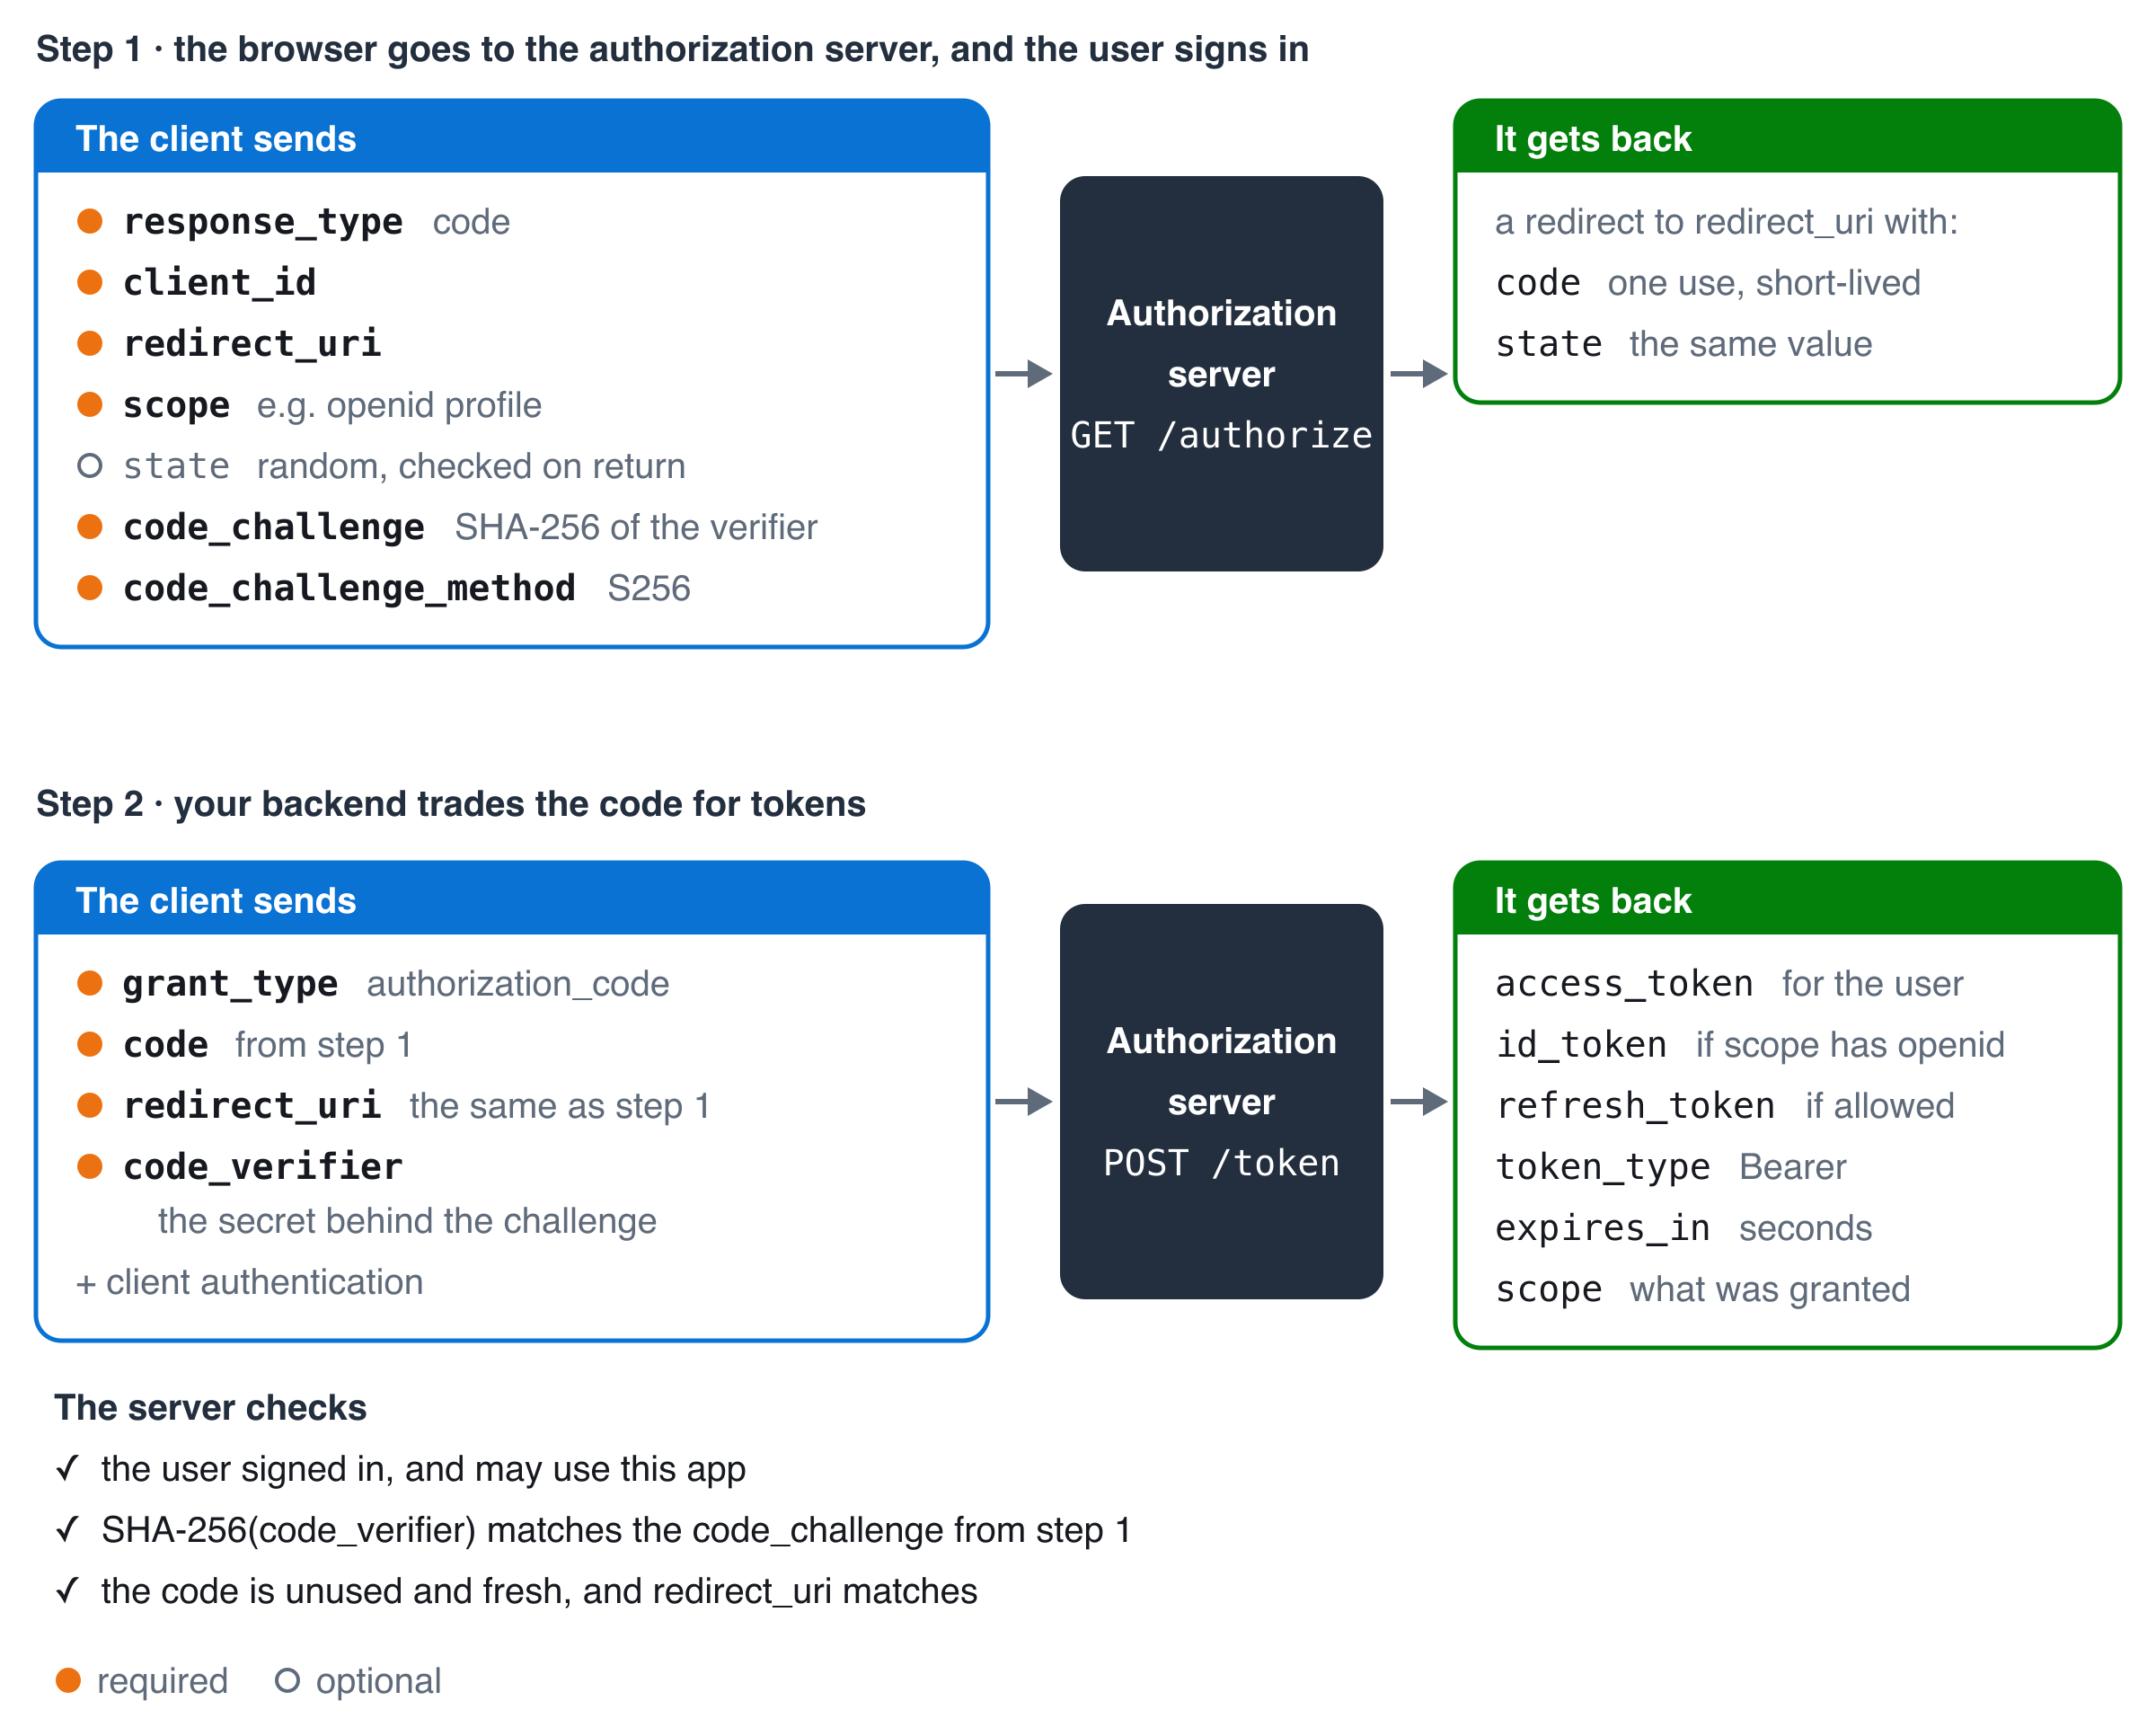 Step 1 · the browser goes to the authorization server, and the user signs in
The client sends
response_type code
client_id
redirect_uri
scope e.g. openid profile
state random, checked on return
code_challenge SHA-256 of the verifier
code_challenge_method S256
Authorization
server
GET /authorize
It gets back
a redirect to redirect_uri with:
code one use, short-lived
state the same value
Step 2 · your backend trades the code for tokens
The client sends
grant_type authorization_code
code from step 1
redirect_uri the same as step 1
code_verifier
the secret behind the challenge
+ client authentication
Authorization
server
POST /token
It gets back
access_token for the user
id_token if scope has openid
refresh_token if allowed
token_type Bearer
expires_in seconds
scope what was granted
The server checks
✓ the user signed in, and may use this app
✓ SHA-256(code_verifier) matches the code_challenge from step 1
✓ the code is unused and fresh, and redirect_uri matches
required optional